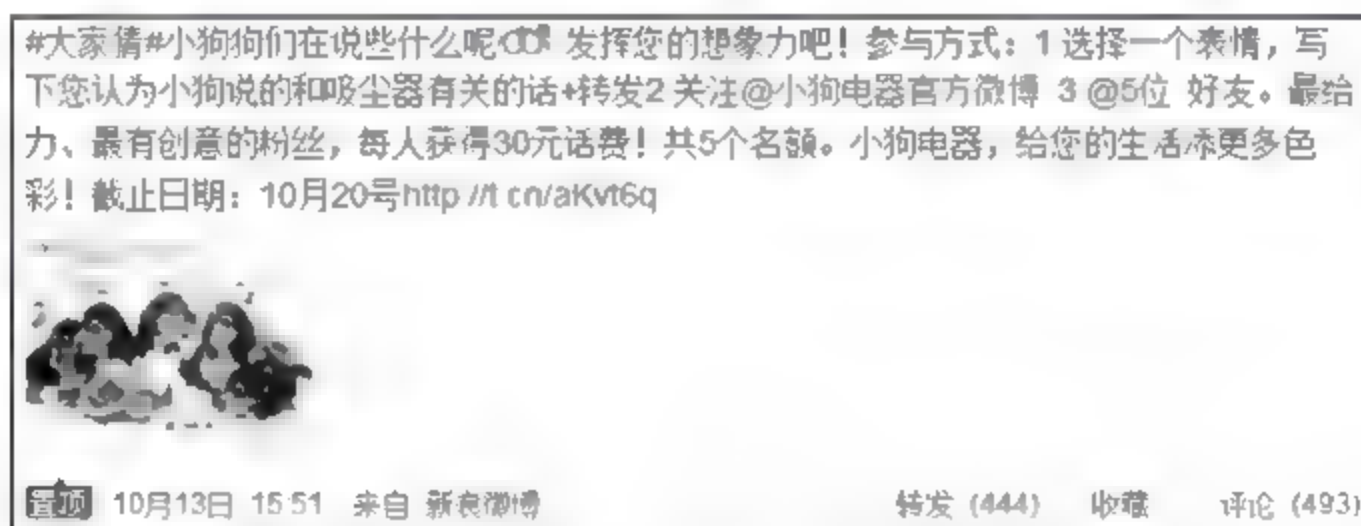 #大家猜#小狗狗们在说些什么呢 发挥您的想象力吧！参与方式：1 选择一个表情，写
下您认为小狗说的和吸尘器有关的话+转发2 关注@小狗电器官方微博 3 @5位 好友。最给
力、最有创意的粉丝，每人获得30元话费！共5个名额。小狗电器，给您的生活添更多色
彩！截止日期：10月20号http //t cn/aKvt6q
置顶 10月13日 15:51 来自 新浪微博 转发 (444) 收藏 评论 (493)